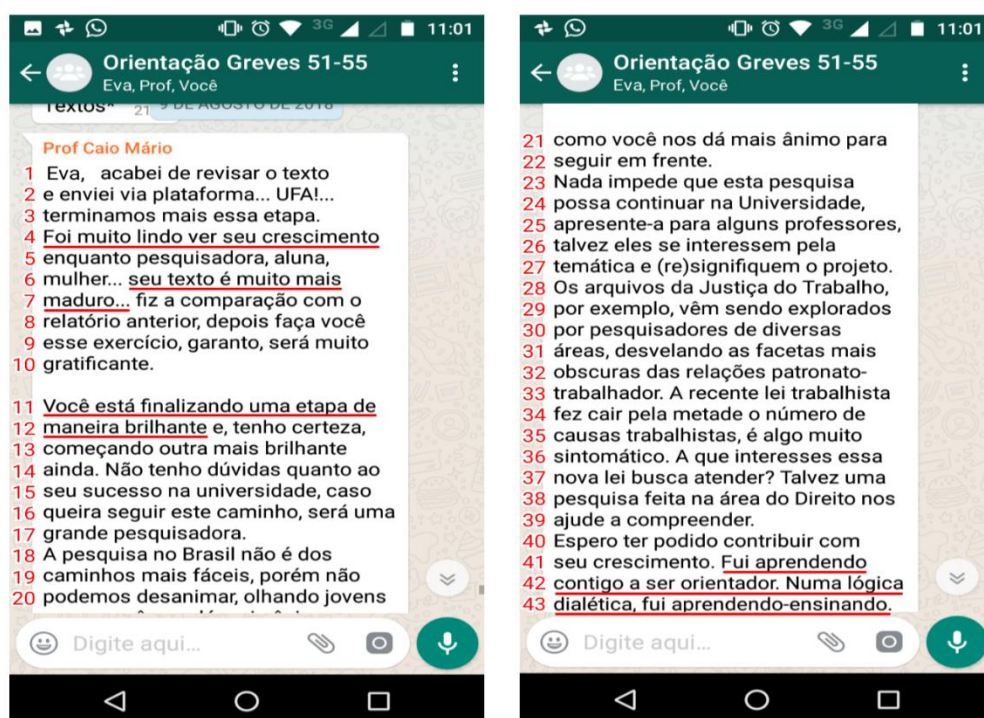 3G 11:01
Orientação Greves 51-55
Eva, Prof, Você
Textos* 21 9 DE AGOSTO DE 2018
Prof Caio Mário
1 Eva, acabei de revisar o texto
2 e enviei via plataforma... UFA!...
3 terminamos mais essa etapa.
4 Foi muito lindo ver seu crescimento
5 enquanto pesquisadora, aluna,
6 mulher... seu texto é muito mais
7 maduro... fiz a comparação com o
8 relatório anterior, depois faça você
9 esse exercício, garanto, será muito
10 gratificante.
11 Você está finalizando uma etapa de
12 maneira brilhante e, tenho certeza,
13 começando outra mais brilhante
14 ainda. Não tenho dúvidas quanto ao
15 seu sucesso na universidade, caso
16 queira seguir este caminho, será uma
17 grande pesquisadora.
18 A pesquisa no Brasil não é dos
19 caminhos mais fáceis, porém não
20 podemos desanimar, olhando jovens
Digite aqui...
3G 11:01
Orientação Greves 51-55
Eva, Prof, Você
21 como você nos dá mais ânimo para
22 seguir em frente.
23 Nada impede que esta pesquisa
24 possa continuar na Universidade,
25 apresente-a para alguns professores,
26 talvez eles se interessem pela
27 temática e (re)signifiquem o projeto.
28 Os arquivos da Justiça do Trabalho,
29 por exemplo, vêm sendo explorados
30 por pesquisadores de diversas
31 áreas, desvelando as facetas mais
32 obscuras das relações patronato-
33 trabalhador. A recente lei trabalhista
34 fez cair pela metade o número de
35 causas trabalhistas, é algo muito
36 sintomático. A que interesses essa
37 nova lei busca atender? Talvez uma
38 pesquisa feita na área do Direito nos
39 ajude a compreender.
40 Espero ter podido contribuir com
41 seu crescimento. Fui aprendendo
42 contigo a ser orientador. Numa lógica
43 dialética, fui aprendendo-ensinando.
Digite aqui...